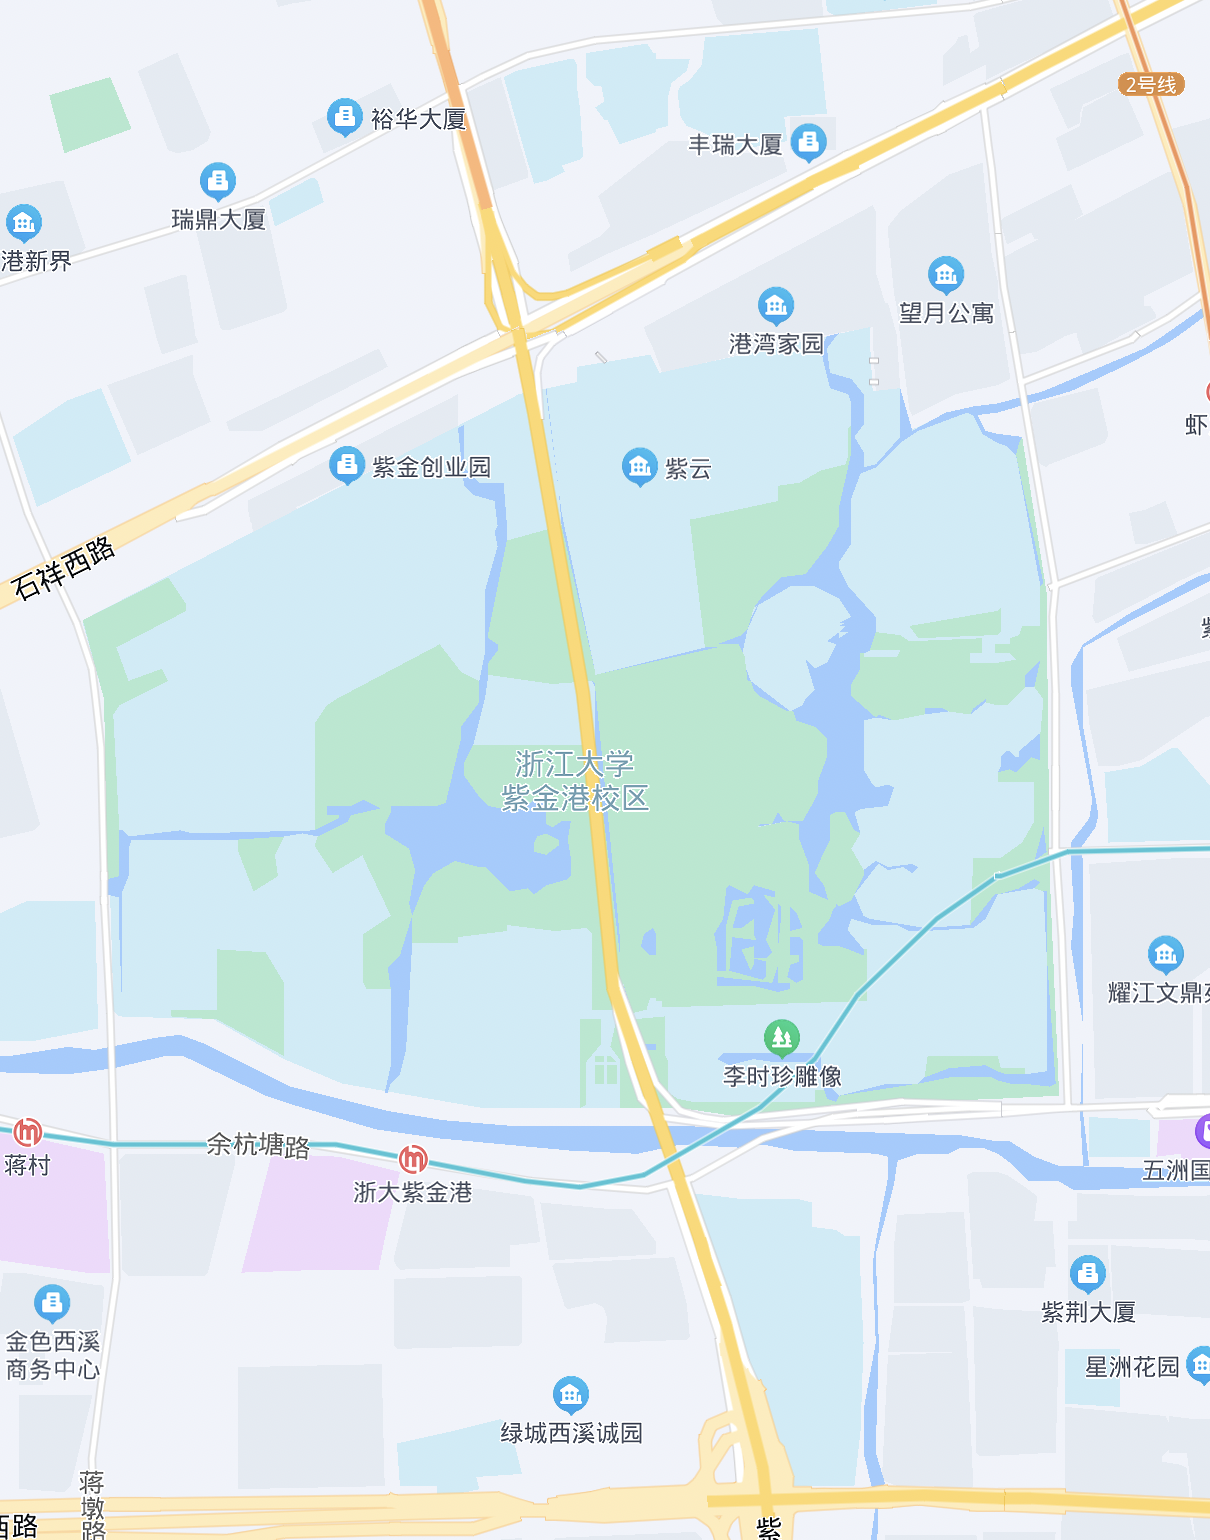 2号线
裕华大厦
丰瑞大厦
瑞鼎大厦
港新界
望月公寓
港湾家园
虾
紫金创业园
紫云
石祥西路
浙江大学
紫金港校区
耀江文鼎苑
李时珍雕像
余杭塘路
蒋村
浙大紫金港
五洲国
紫荆大厦
金色西溪
商务中心
星洲花园
绿城西溪诚园
蒋墩路
西路
紫